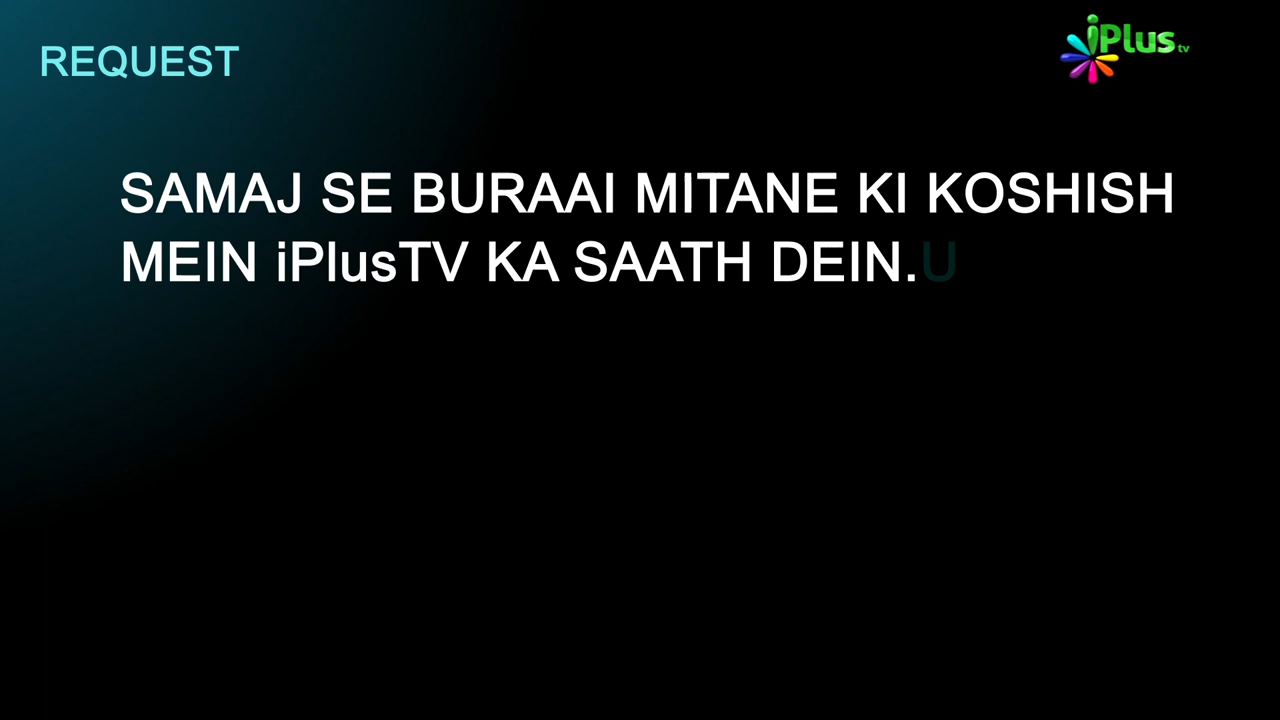 REQUEST
iPlus tv
SAMAJ SE BURAAI MITANE KI KOSHISH
MEIN iPlusTV KA SAATH DEIN.U